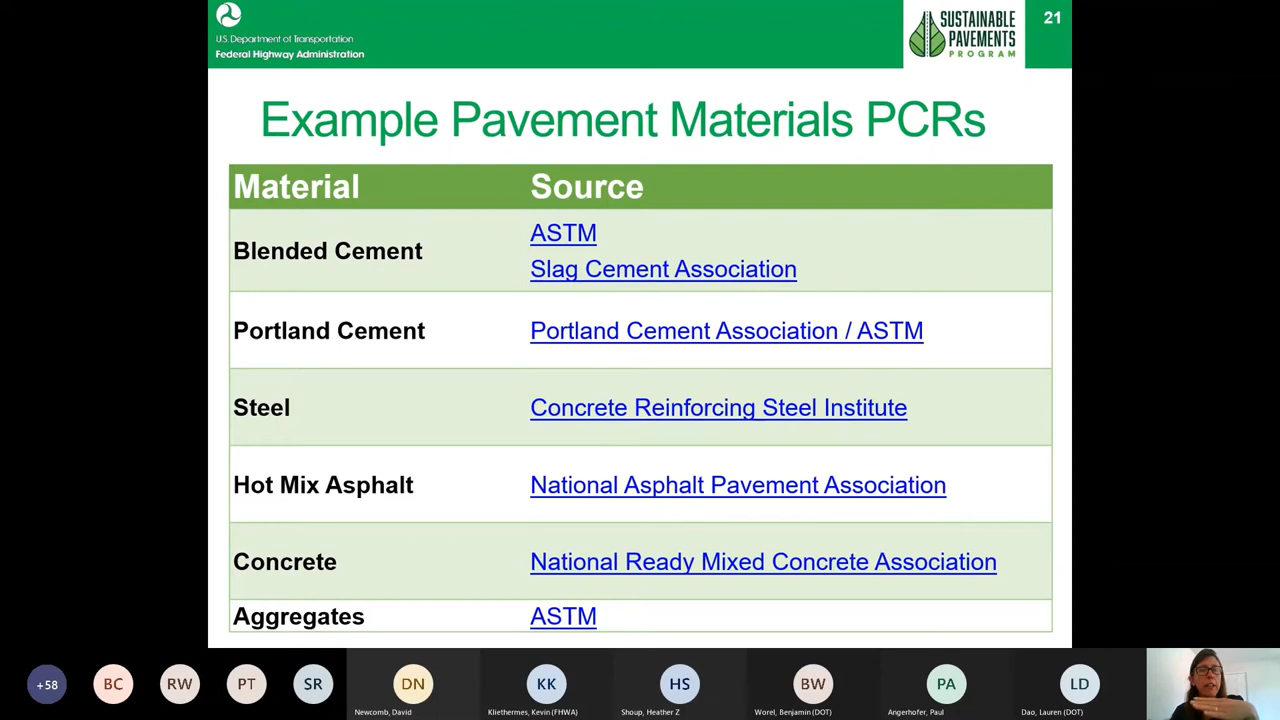 U.S. Department of Transportation
Federal Highway Administration
SUSTAINABLE
PAVEMENTS
PROGRAM
21
Example Pavement Materials PCRs
Material Source
Blended Cement
ASTM
Slag Cement Association
Portland Cement Portland Cement Association / ASTM
Steel Concrete Reinforcing Steel Institute
Hot Mix Asphalt National Asphalt Pavement Association
Concrete National Ready Mixed Concrete Association
Aggregates ASTM
+58 BC RW PT SR DN KK HS BW PA LD
Newcomb, David Kliethermes, Kevin (FHWA) Shoup, Heather Z Worel, Benjamin (DOT) Angerhofer, Paul Dao, Lauren (DOT)